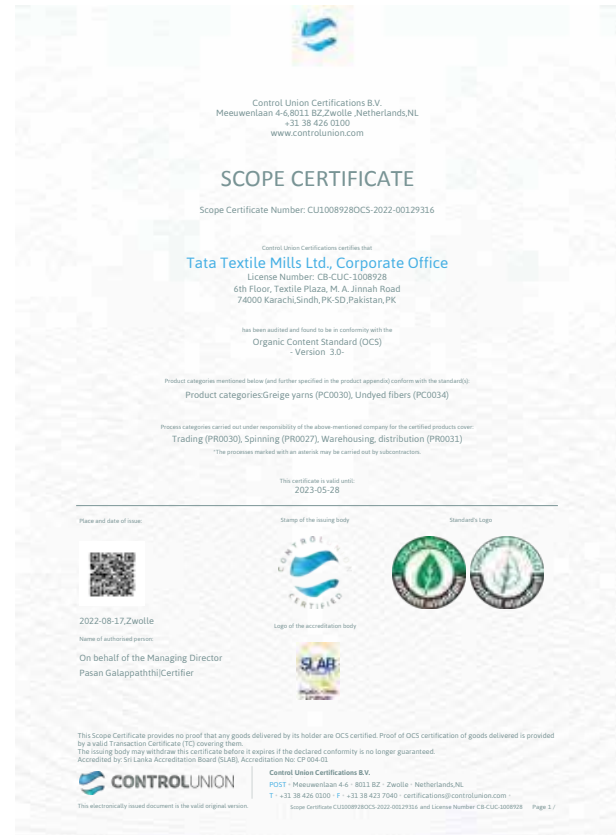 Control Union Certifications B.V.
Meeuwenlaan 4-6,8011 BZ,Zwolle ,Netherlands,NL
+31 38 426 0100
www.controlunion.com
SCOPE CERTIFICATE
Scope Certificate Number: CU1008928OCS-2022-00129316
Control Union Certifications certifies that
Tata Textile Mills Ltd., Corporate Office
License Number: CB-CUC-1008928
6th Floor, Textile Plaza, M. A. Jinnah Road
74000 Karachi,Sindh,PK-SD,Pakistan,PK
has been audited and found to be in conformity with the
Organic Content Standard (OCS)
- Version 3.0-
Product categories mentioned below (and further specified in the product appendix) conform with the standard(s):
Product categories:Greige yarns (PC0030), Undyed fibers (PC0034)
Process categories carried out under responsibility of the above-mentioned company for the certified products cover:
Trading (PR0030), Spinning (PR0027), Warehousing, distribution (PR0031)
*The processes marked with an asterisk may be carried out by subcontractors.
This certificate is valid until:
2023-05-28
Place and date of issue:
Stamp of the issuing body
Standard's Logo
CONTROL
CERTIFIED
ORGANIC 100
content standard
ORGANIC BLENDED
content standard
2022-08-17,Zwolle
Name of authorised person:
Logo of the accreditation body
On behalf of the Managing Director
Pasan Galappaththi|Certifier
SLAB
This Scope Certificate provides no proof that any goods delivered by its holder are OCS certified. Proof of OCS certification of goods delivered is provided
by a valid Transaction Certificate (TC) covering them.
The issuing body may withdraw this certificate before it expires if the declared conformity is no longer guaranteed.
Accredited by: Sri Lanka Accreditation Board (SLAB), Accreditation No: CP 004-01
CONTROLUNION
Control Union Certifications B.V.
POST - Meeuwenlaan 4-6 - 8011 BZ - Zwolle - Netherlands,NL
T - +31 38 426 0100 - F - +31 38 423 7040 - certifications@controlunion.com -
This electronically issued document is the valid original version.
Scope Certificate CU1008928OCS-2022-00129316 and License Number CB-CUC-1008928 Page 1 /